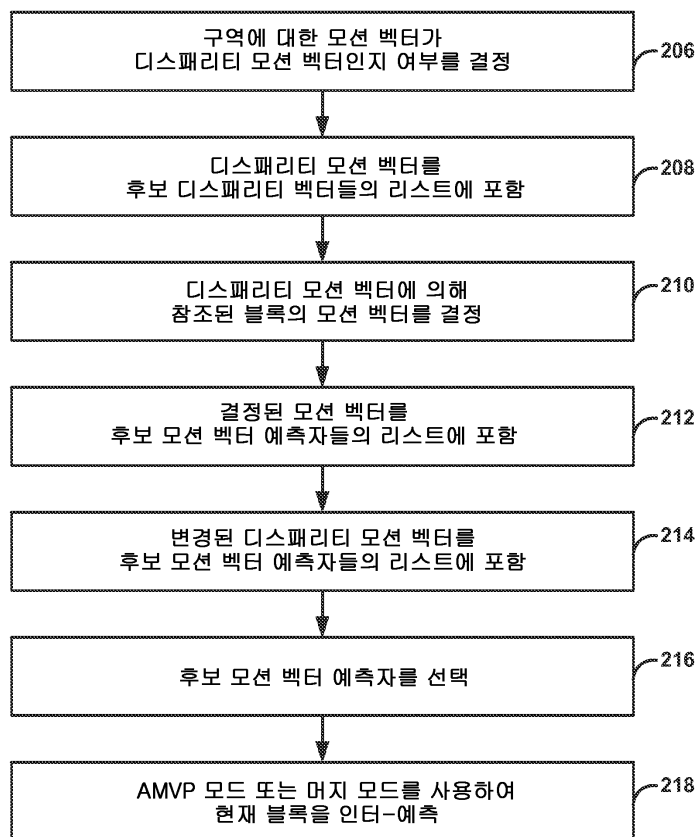 구역에 대한 모션 벡터가
디스패리티 모션 벡터인지 여부를 결정
206
디스패리티 모션 벡터를
후보 디스패리티 벡터들의 리스트에 포함
208
디스패리티 모션 벡터에 의해
참조된 블록의 모션 벡터를 결정
210
결정된 모션 벡터를
후보 모션 벡터 예측자들의 리스트에 포함
212
변경된 디스패리티 모션 벡터를
후보 모션 벡터 예측자들의 리스트에 포함
214
후보 모션 벡터 예측자를 선택
216
AMVP 모드 또는 머지 모드를 사용하여
현재 블록을 인터-예측
218